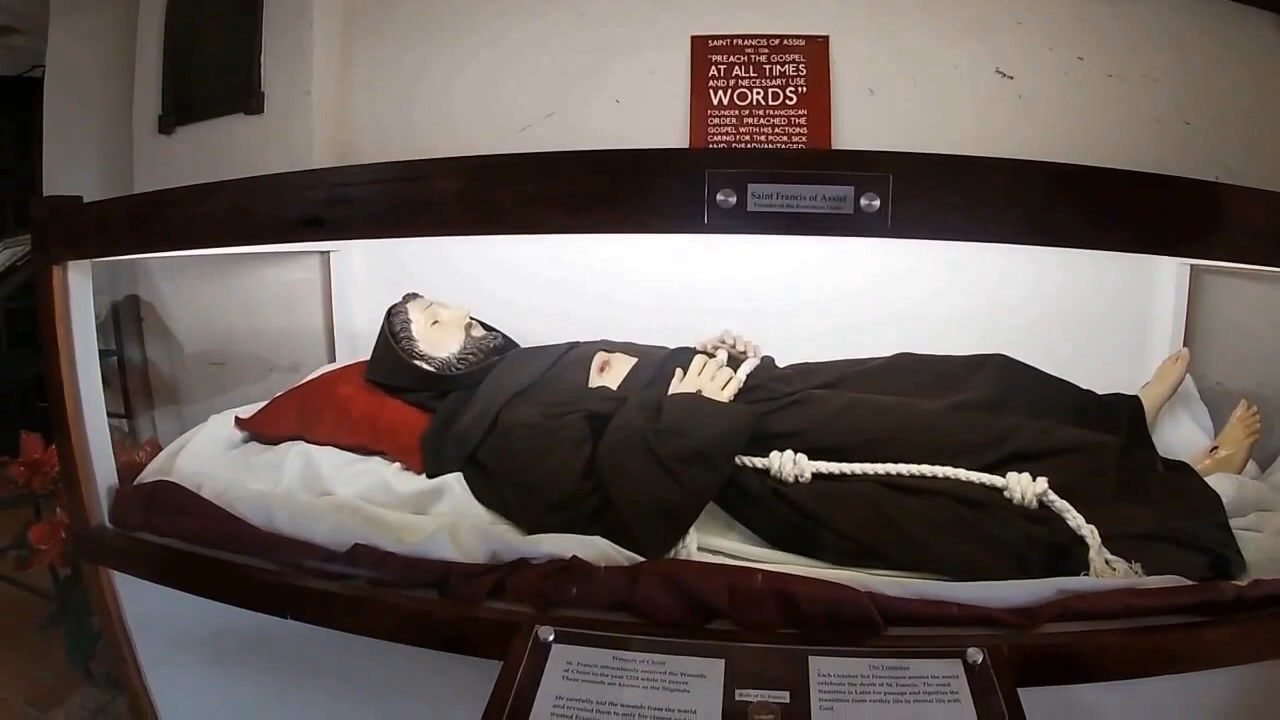 SAINT FRANCIS OF ASSISI
1182 - 1226
"PREACH THE GOSPEL
AT ALL TIMES
AND IF NECESSARY USE
WORDS"
FOUNDER OF THE FRANCISCAN
ORDER. PREACHED THE
GOSPEL WITH HIS ACTIONS
CARING FOR THE POOR, SICK
AND DISADVANTAGED
Saint Francis of Assisi
Founder of the Franciscan Order
Wounds of Christ
St. Francis miraculously received the Wounds
of Christ in the year 1224 while in prayer.
These wounds are known as the Stigmata.
He carefully hid the wounds from the world
and revealed them to only his closest
Relic of St. Francis
The Transitus
Each October 3rd Franciscans around the world
celebrate the death of St. Francis. The word
transitus is Latin for passage and signifies the
transition from earthly life to eternal life with
God.